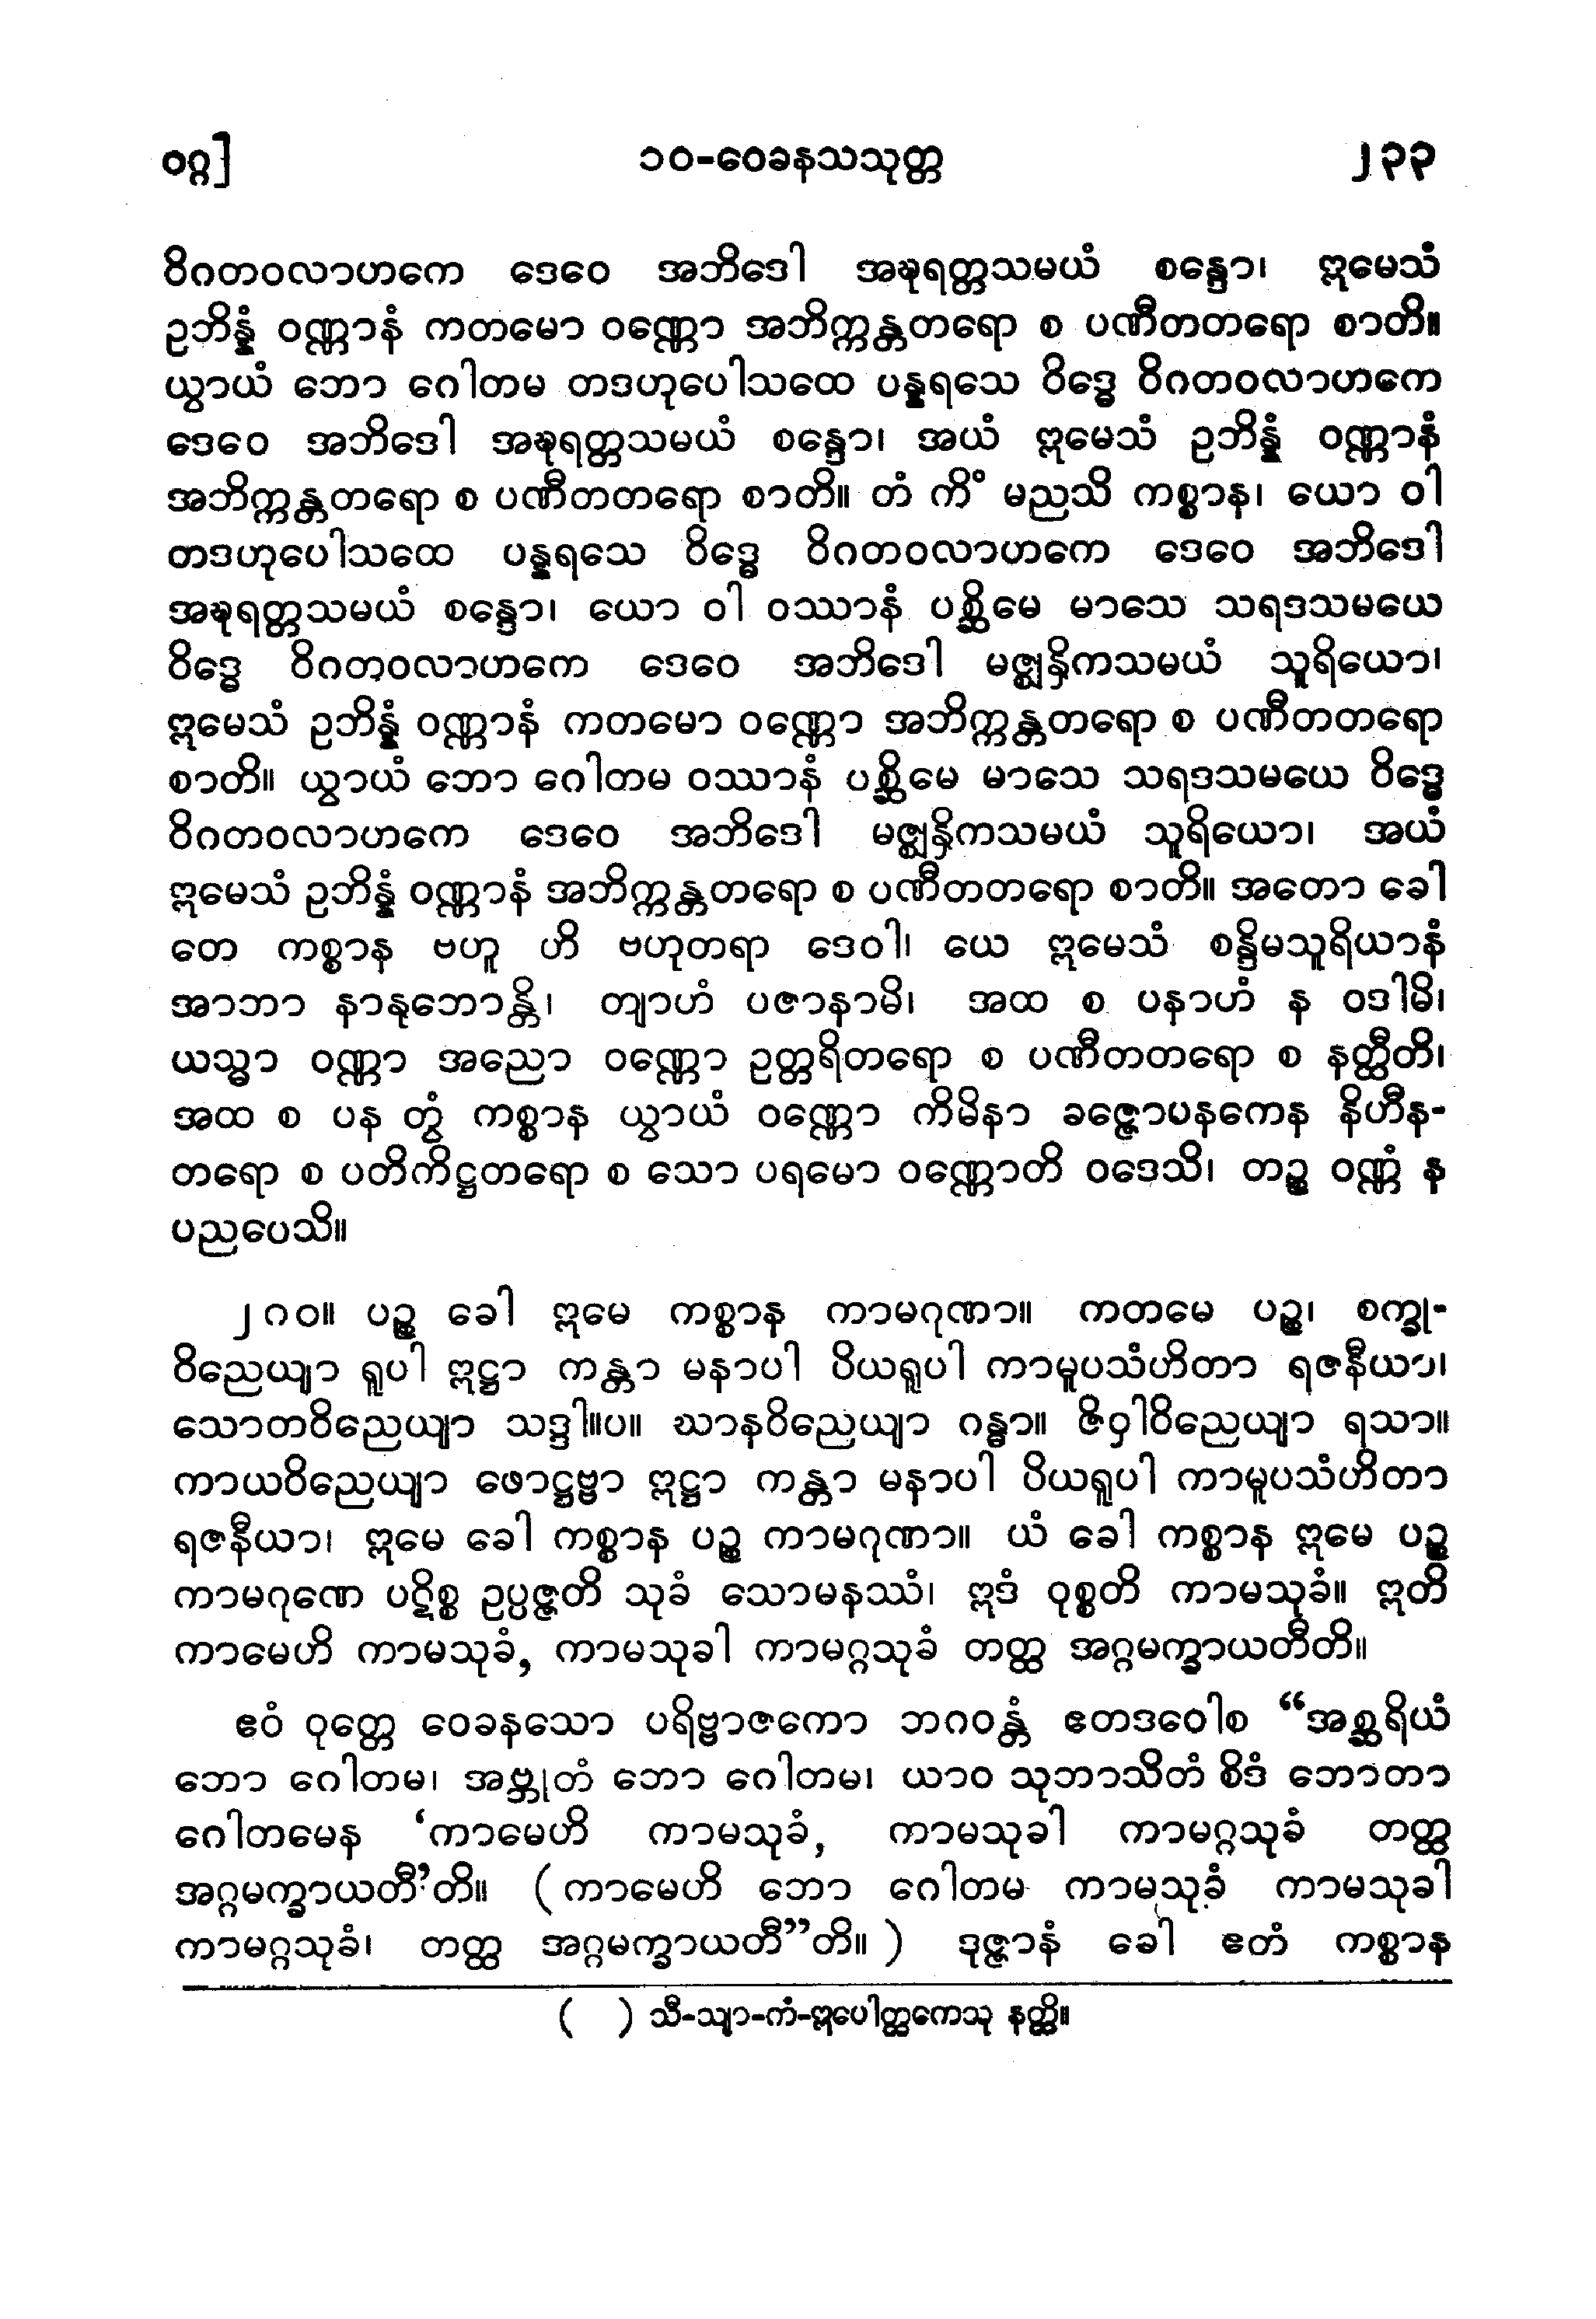 ဝဂ္ဂ]
၁၀-ဝေခနသသုတ္တ
၂၃၃
ဝိဂတဝလာဟကေ ဒေဝေ အဘိဒေါ အဍ္ဎရတ္တသမယံ စန္ဒော၊ ဣမေသံ
ဥဘိန္နံ ဝဏ္ဏာနံ ကတမော ဝဏ္ဏော အဘိက္ကန္တတရော စ ပဏီတတရော စာတိ။
ယွာယံ ဘော ဂေါတမ တဒဟုပေါသထေ ပန္နရသေ ဝိဒ္ဓေ ဝိဂတဝလာဟကေ
ဒေဝေ အဘိဒေါ အဍ္ဎရတ္တသမယံ စန္ဒော၊ အယံ ဣမေသံ ဥဘိန္နံ ဝဏ္ဏာနံ
အဘိက္ကန္တတရော စ ပဏီတတရော စာတိ။ တံ ကိံ မညသိ ကစ္စာန၊ ယော ဝါ
တဒဟုပေါသထေ ပန္နရသေ ဝိဒ္ဓေ ဝိဂတဝလာဟကေ ဒေဝေ အဘိဒေါ
အဍ္ဎရတ္တသမယံ စန္ဒော၊ ယော ဝါ ဝဿာနံ ပစ္ဆိမေ မာသေ သရဒသမယေ
ဝိဒ္ဓေ ဝိဂတဝလာဟကေ ဒေဝေ အဘိဒေါ မဇ္ဈန္ှိကသမယံ သူရိယော၊
ဣမေသံ ဥဘိန္နံ ဝဏ္ဏာနံ ကတမော ဝဏ္ဏော အဘိက္ကန္တတရော စ ပဏီတတရော
စာတိ။ ယွာယံ ဘော ဂေါတမ ဝဿာနံ ပစ္ဆိမေ မာသေ သရဒသမယေ ဝိဒ္ဓေ
ဝိဂတဝလာဟကေ ဒေဝေ အဘိဒေါ မဇ္ဈန္ှိကသမယံ သူရိယော၊ အယံ
ဣမေသံ ဥဘိန္နံ ဝဏ္ဏာနံ အဘိက္ကန္တတရော စ ပဏီတတရော စာတိ။ အတော ခေါ
တေ ကစ္စာန ဗဟူ ဟိ ဗဟုတရာ ဒေဝါ၊ ယေ ဣမေသံ စန္ဒိမသူရိယာနံ
အာဘာ နာနုဘောန္တိ၊ တျာဟံ ပဇာနာမိ၊ အထ စ ပနာဟံ န ဝဒါမိ၊
ယသ္မာ ဝဏ္ဏာ အညော ဝဏ္ဏော ဥတ္တရိတရော စ ပဏီတတရော စ နတ္ထီတိ၊
အထ စ ပန တွံ ကစ္စာန ယွာယံ ဝဏ္ဏော ကိမိနာ ခဇ္ဇောပနကေန နိဟီန-
တရော စ ပတိကိဋ္ဌတရော စ သော ပရမော ဝဏ္ဏောတိ ဝဒေသိ၊ တဉ္စ ဝဏ္ဏံ န
ပညပေသိ။
၂၈၀။ ပဉ္စ ခေါ ဣမေ ကစ္စာန ကာမဂုဏာ။ ကတမေ ပဉ္စ၊ စက္ခု-
ဝိညေယျာ ရူပါ ဣဋ္ဌာ ကန္တာ မနာပါ ပိယရူပါ ကာမူပသံဟိတာ ရဇနီယာ၊
သောတဝိညေယျာ သဒ္ဒါ။ပ။ ဃာနဝိညေယျာ ဂန္ဓာ။ ဇိဝှါဝိညေယျာ ရသာ။
ကာယဝိညေယျာ ဖောဋ္ဌဗ္ဗာ ဣဋ္ဌာ ကန္တာ မနာပါ ပိယရူပါ ကာမူပသံဟိတာ
ရဇနီယာ၊ ဣမေ ခေါ ကစ္စာန ပဉ္စ ကာမဂုဏာ။ ယံ ခေါ ကစ္စာန ဣမေ ပဉ္စ
ကာမဂုဏေ ပဋိစ္စ ဥပ္ပဇ္ဇတိ သုခံ သောမနဿံ၊ ဣဒံ ဝုစ္စတိ ကာမသုခံ။ ဣတိ
ကာမေဟိ ကာမသုခံ, ကာမသုခါ ကာမဂ္ဂသုခံ တတ္ထ အဂ္ဂမက္ခာယတီတိ။
ဧဝံ ဝုတ္တေ ဝေခနသော ပရိဗ္ဗာဇကော ဘဂဝန္တံ ဧတဒဝေါစ “အစ္ဆရိယံ
ဘော ဂေါတမ၊ အဗ္ဘုတံ ဘော ဂေါတမ၊ ယာဝ သုဘာသိတံ စိဒံ ဘောတာ
ဂေါတမေန ‘ကာမေဟိ ကာမသုခံ, ကာမသုခါ ကာမဂ္ဂသုခံ တတ္ထ
အဂ္ဂမက္ခာယတီ’တိ။ (ကာမေဟိ ဘော ဂေါတမ ကာမသုခံ ကာမသုခါ
ကာမဂ္ဂသုခံ၊ တတ္ထ အဂ္ဂမက္ခာယတီ”တိ။) ဒုဇ္ဇာနံ ခေါ ဧတံ ကစ္စာန
( ) သီ-သျာ-ကံ-ဣပေါတ္ထကေသု နတ္ထိ။